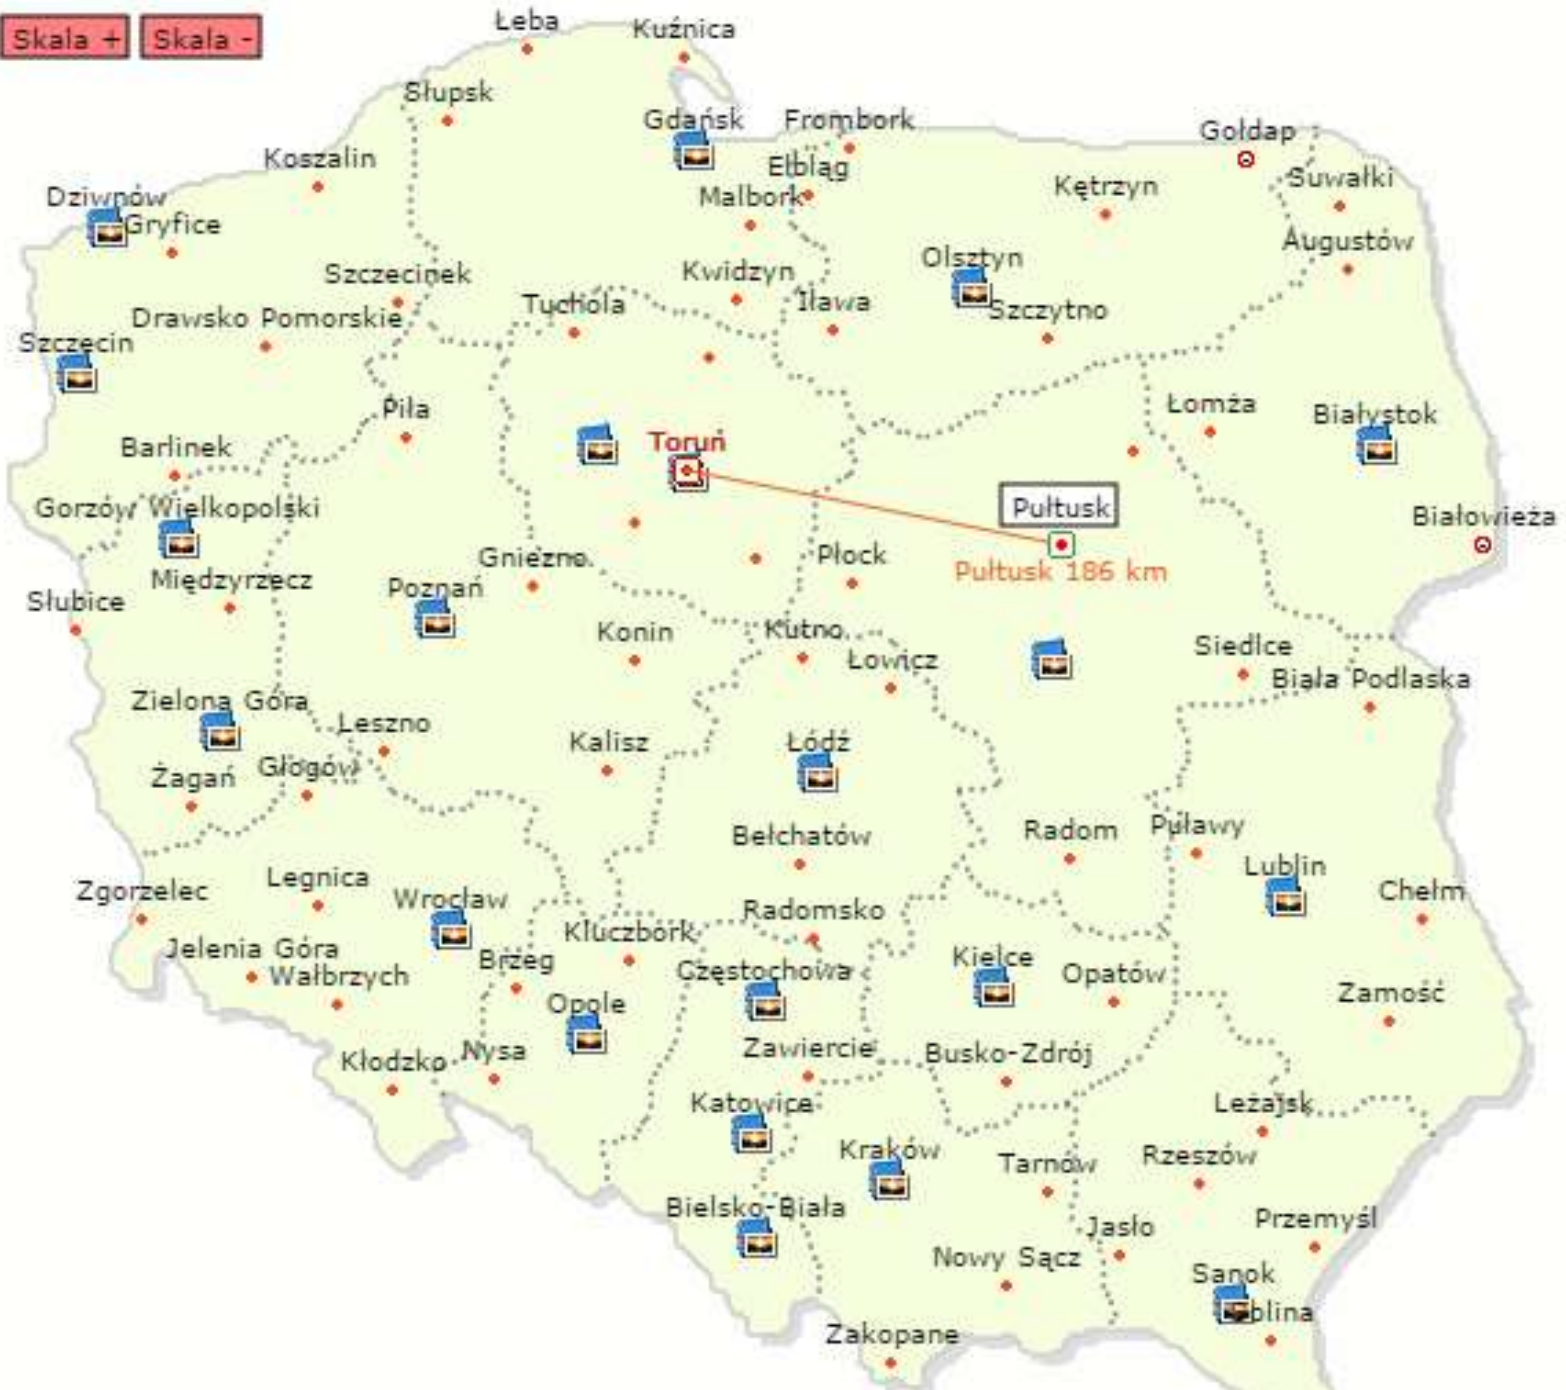 Skala +
Skala -
Łeba
Kuźnica
Słupsk
Gdańsk
Frombork
Gołdap
Koszalin
Elbląg
Suwałki
Dziwnów
Malbork
Kętrzyn
Gryfice
Augustów
Szczecinek
Kwidzyn
Olsztyn
Tuchola
Iława
Szczytno
Drawsko Pomorskie
Szczecin
Piła
Łomża
Białystok
Barlinek
Toruń
Gorzów Wielkopolski
Pułtusk
Białowieża
Gniezno
Płock
Pułtusk 186 km
Międzyrzecz
Poznań
Słubice
Konin
Kutno
Łowicz
Siedlce
Biała Podlaska
Zielona Góra
Leszno
Kalisz
Łódź
Żagań
Głogów
Bełchatów
Radom
Puławy
Zgorzelec
Legnica
Wrocław
Lublin
Chełm
Radomsko
Kluczbork
Jelenia Góra
Wałbrzych
Brzeg
Częstochowa
Kielce
Opatów
Opole
Zamość
Kłodzko
Nysa
Zawiercie
Busko-Zdrój
Katowice
Leżajsk
Kraków
Tarnów
Rzeszów
Bielsko-Biała
Jasło
Przemyśl
Nowy Sącz
Sanok
Zakopane